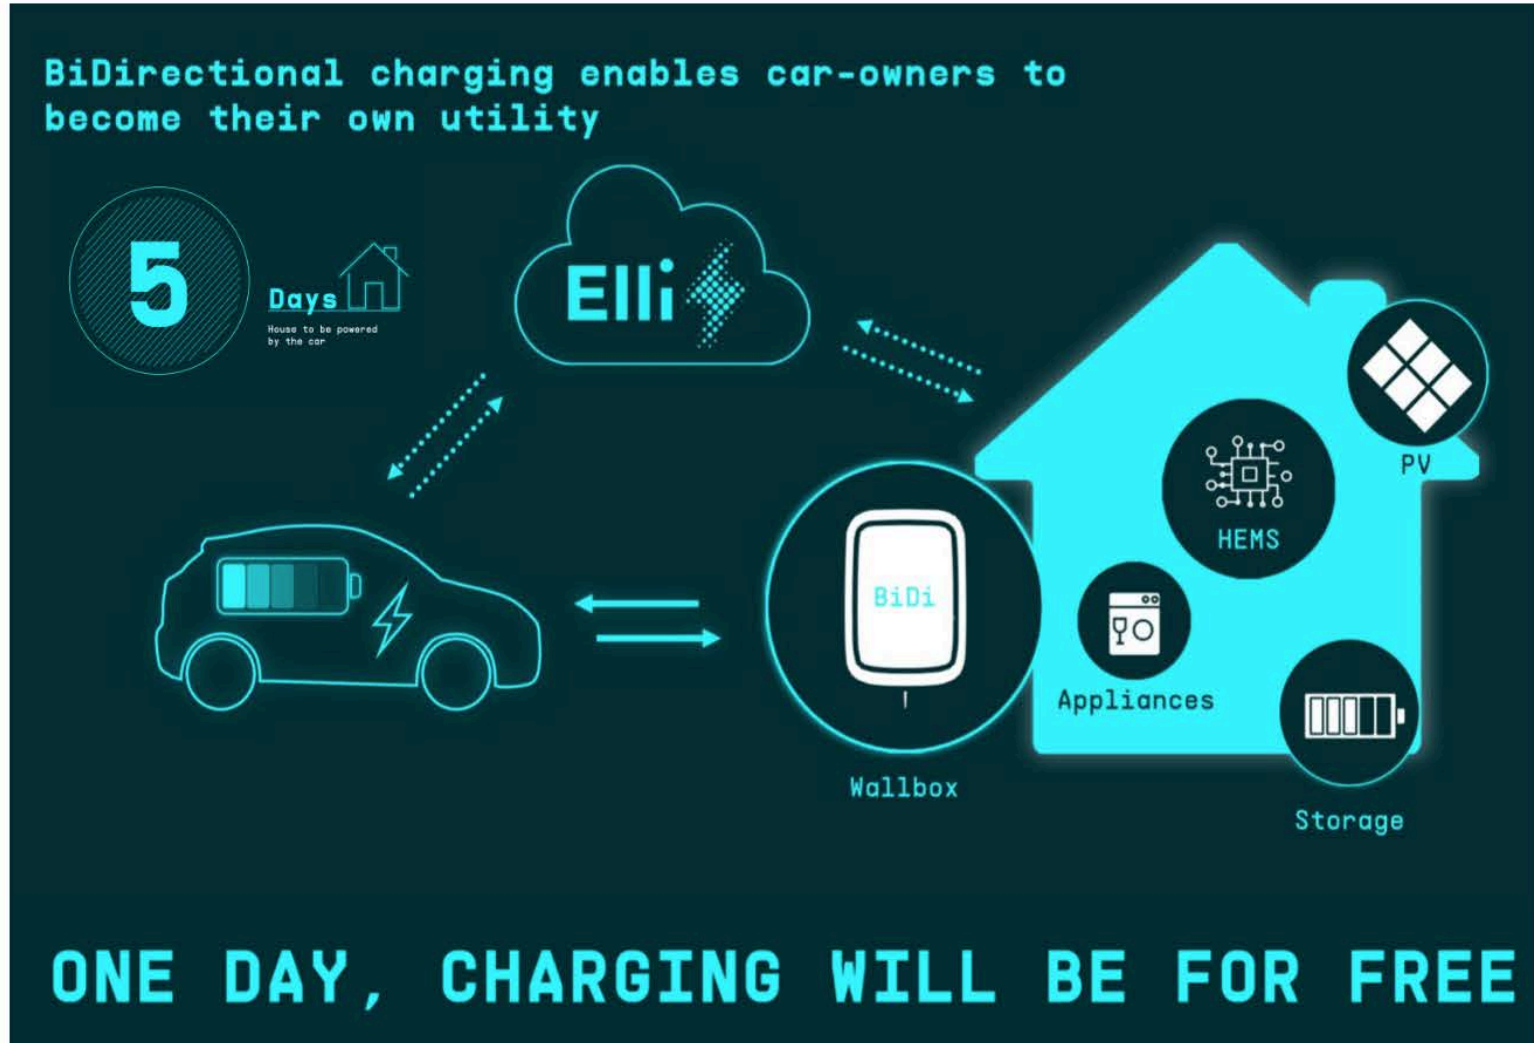 BiDirectional charging enables car-owners to
become their own utility
5
Days
House to be powered
by the car
Elli
PV
HEMS
BiDi
Appliances
Wallbox
Storage
ONE DAY, CHARGING WILL BE FOR FREE